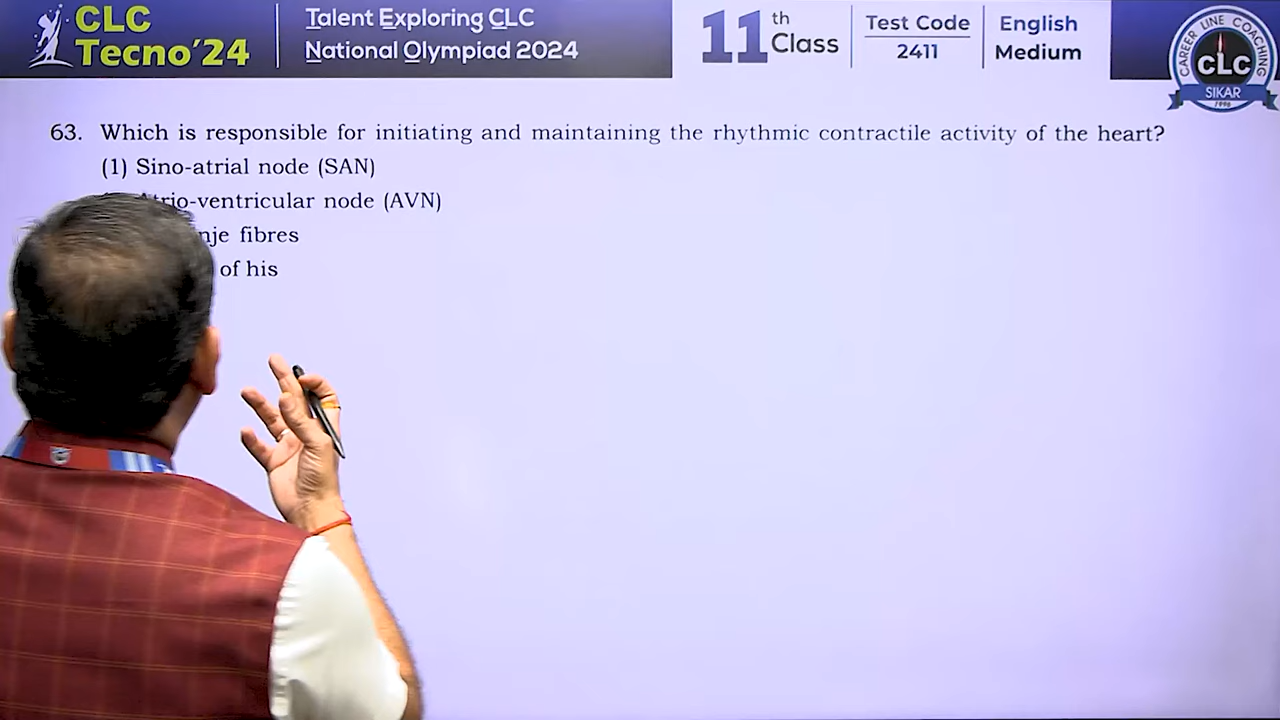 CLC
Tecno'24
Talent Exploring CLC
National Olympiad 2024
11th Class
Test Code
2411
English
Medium
CAREER LINE COACHING
CLC
SIKAR
1996
63. Which is responsible for initiating and maintaining the rhythmic contractile activity of the heart?
(1) Sino-atrial node (SAN)
-ventricular node (AVN)
fibres
of his